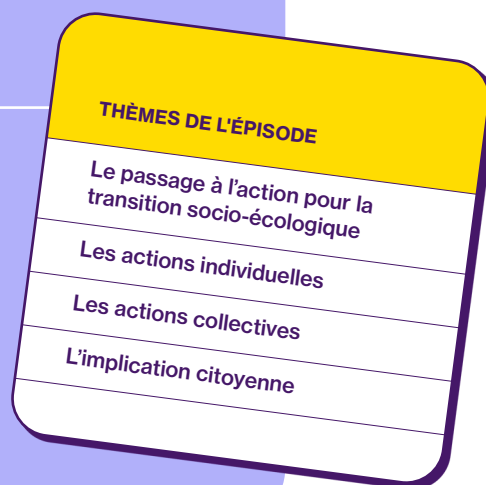 THÈMES DE L'ÉPISODE
Le passage à l’action pour la
transition socio-écologique
Les actions individuelles
Les actions collectives
L’implication citoyenne